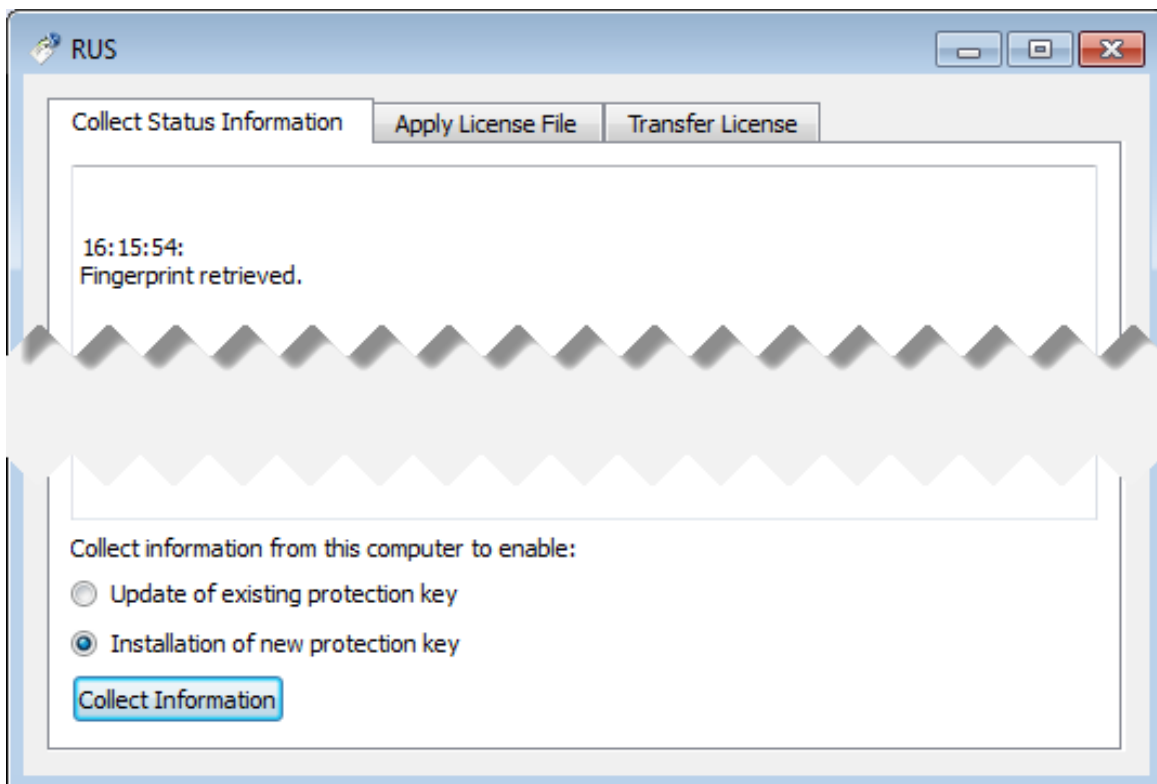 RUS
Collect Status Information
Apply License File
Transfer License
16:15:54:
Fingerprint retrieved.
Collect information from this computer to enable:
Update of existing protection key
Installation of new protection key
Collect Information